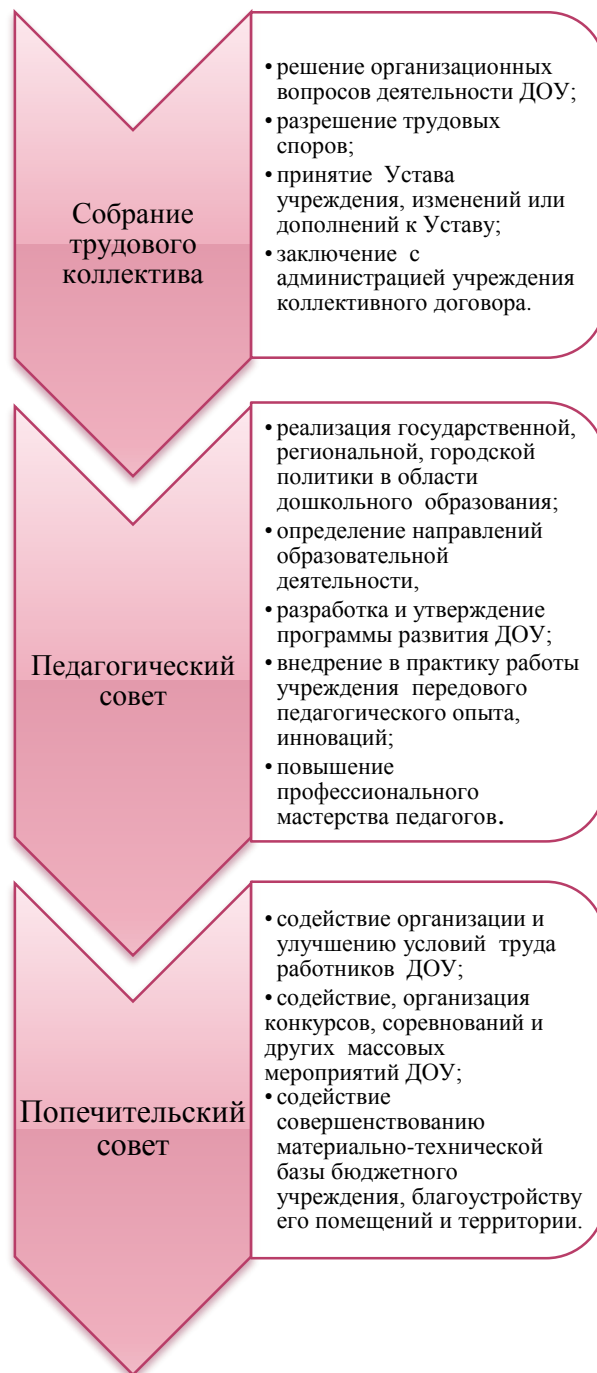 Собрание
трудового
коллектива
• решение организационных
вопросов деятельности ДОУ;
• разрешение трудовых
споров;
• принятие Устава
учреждения, изменений или
дополнений к Уставу;
• заключение с
администрацией учреждения
коллективного договора.
Педагогический
совет
• реализация государственной,
региональной, городской
политики в области
дошкольного образования;
• определение направлений
образовательной
деятельности,
• разработка и утверждение
программы развития ДОУ;
• внедрение в практику работы
учреждения передового
педагогического опыта,
инноваций;
• повышение
профессионального
мастерства педагогов.
Попечительский
совет
• содействие организации и
улучшению условий труда
работников ДОУ;
• содействие, организация
конкурсов, соревнований и
других массовых
мероприятий ДОУ;
• содействие
совершенствованию
материально-технической
базы бюджетного
учреждения, благоустройству
его помещений и территории.